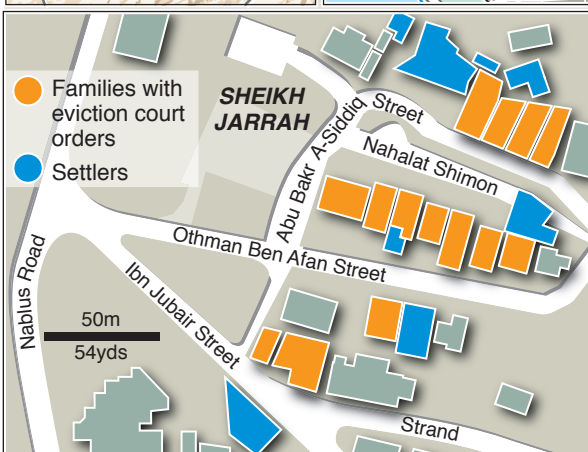 Families with
eviction court
orders
Settlers
SHEIKH
JARRAH
Abu Bakr A-Siddiq Street
Nahalat Shimon
Othman Ben Afan Street
Ibn Jubair Street
Nablus Road
50m
54yds
Strand